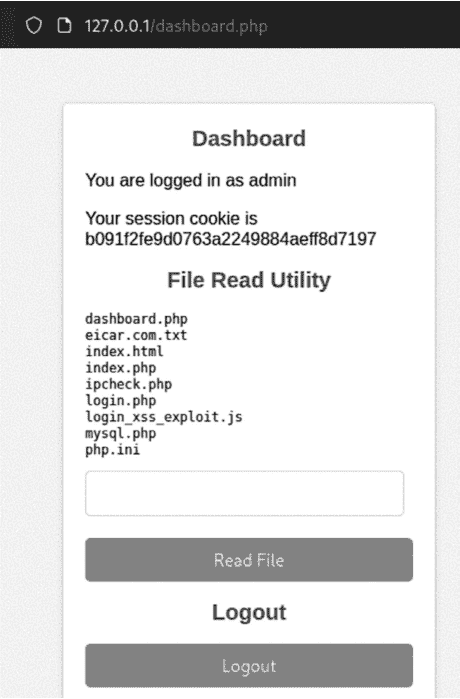 127.0.0.1/dashboard.php
Dashboard
You are logged in as admin
Your session cookie is
b091f2fe9d0763a2249884aeff8d7197
File Read Utility
dashboard.php
eicar.com.txt
index.html
index.php
ipcheck.php
login.php
login_xss_exploit.js
mysql.php
php.ini
Read File
Logout
Logout